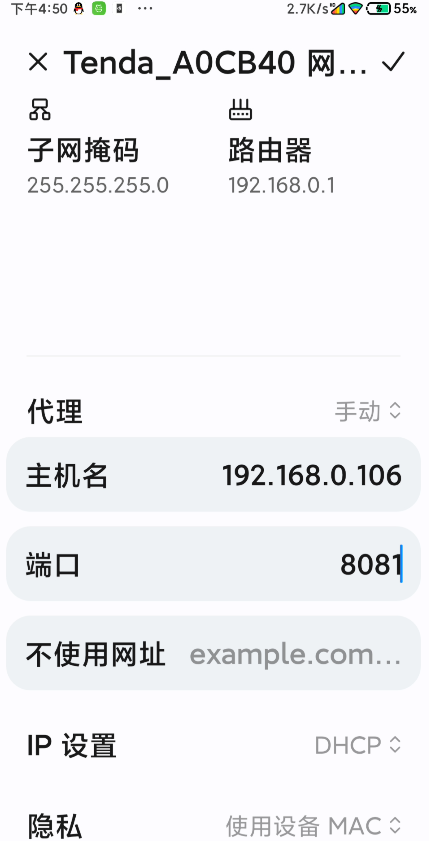 下午4:50 ... 2.7K/s 55%
Tenda_A0CB40 网...
子网掩码 路由器
255.255.255.0 192.168.0.1
代理 手动
主机名 192.168.0.106
端口 8081
不使用网址 example.com...
IP 设置 DHCP
隐私 使用设备 MAC